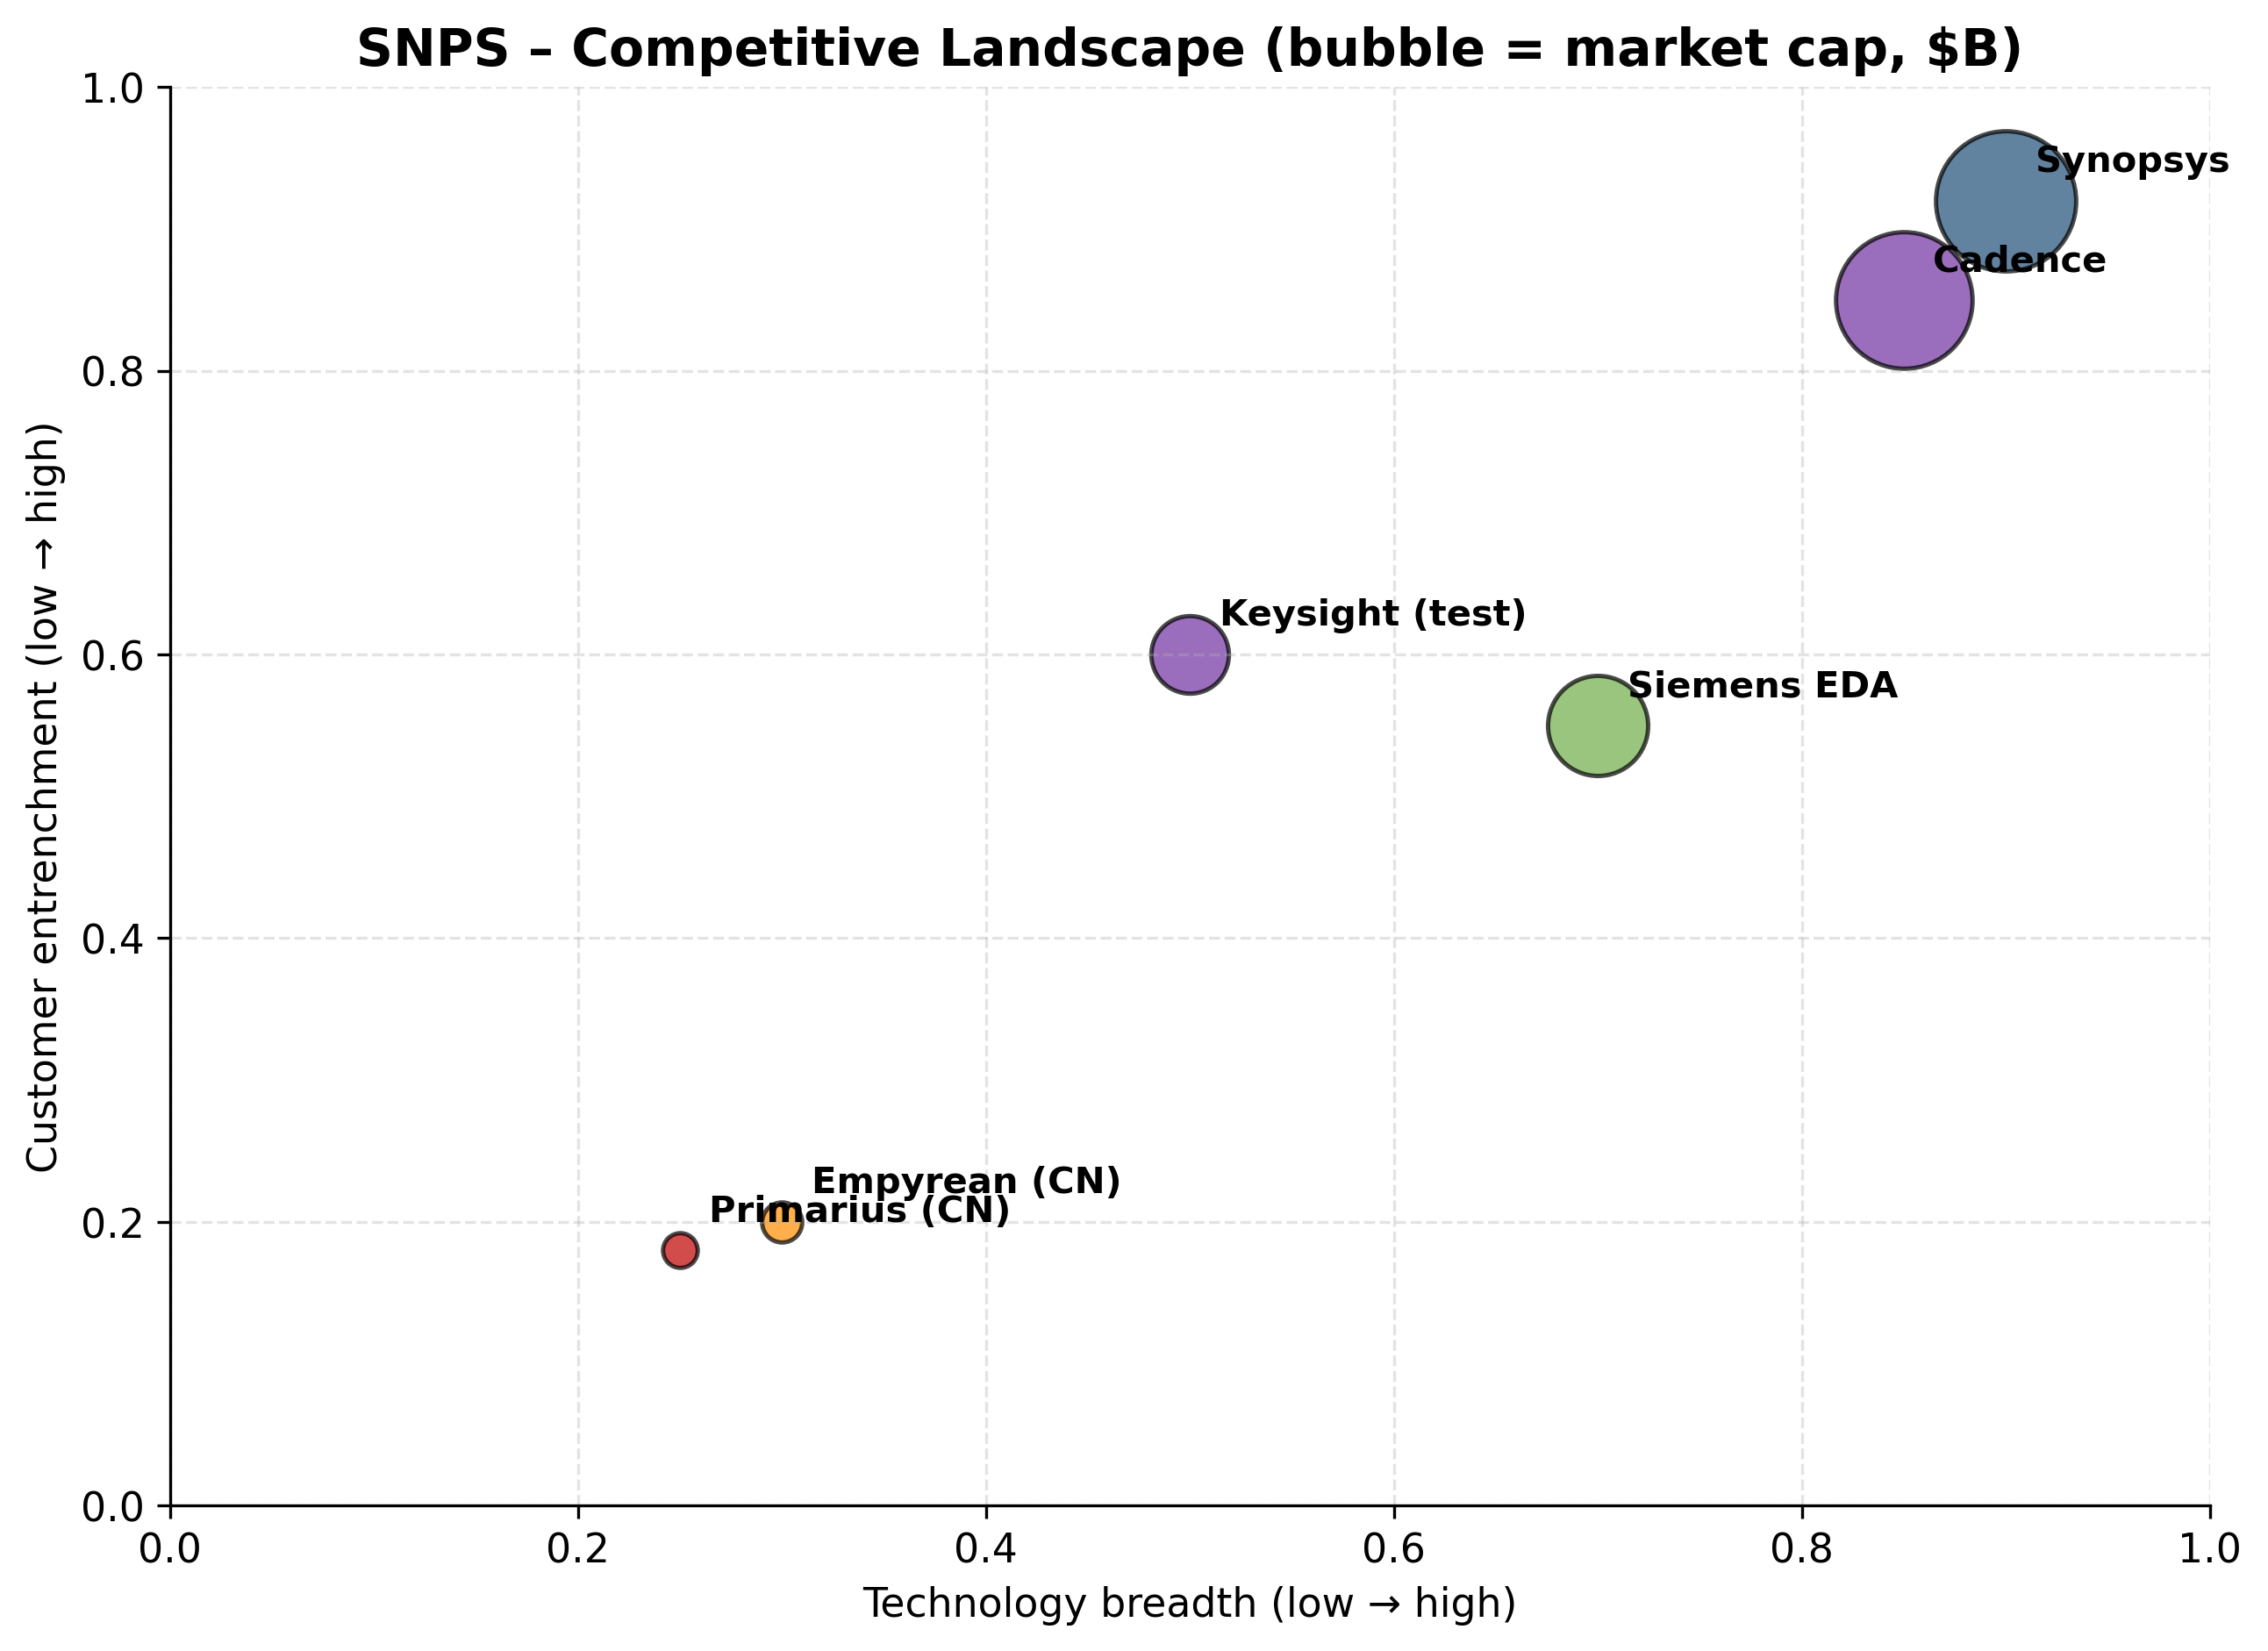 SNPS – Competitive Landscape (bubble = market cap, $B)
Customer entrenchment (low → high)
1.0
0.8
0.6
0.4
0.2
0.0
Synopsys
Cadence
Keysight (test)
Siemens EDA
Empyrean (CN)
Primarius (CN)
0.0 0.2 0.4 0.6 0.8 1.0
Technology breadth (low → high)